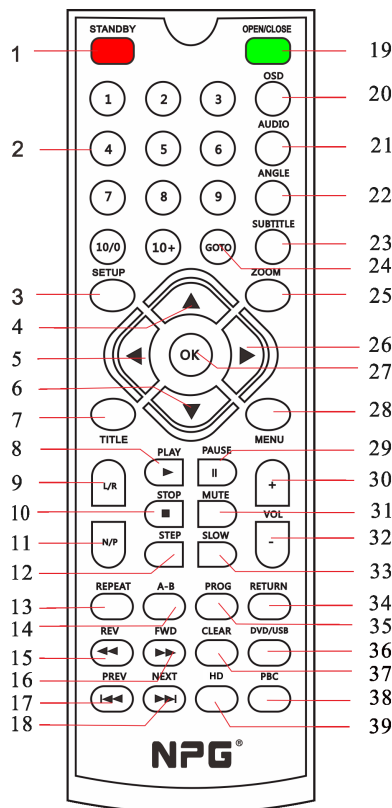 STANDBY OPEN/CLOSE
1 19
OSD
1 2 3 20
AUDIO
2 4 5 6 21
ANGLE
7 8 9 22
SUBTITLE
10/0 10+ GOTO 23
24
SETUP ZOOM
3 25
4
5 OK 26
27
6
7 28
TITLE MENU
8 PLAY PAUSE 29
9 L/R + 30
STOP MUTE
10 31
VOL
11 N/P - 32
STEP SLOW
12 33
REPEAT A-B PROG RETURN
13 34
14 35
REV FWD CLEAR DVD/USB
15 36
16 37
PREV NEXT HD PBC
17 38
18 39
NPG®